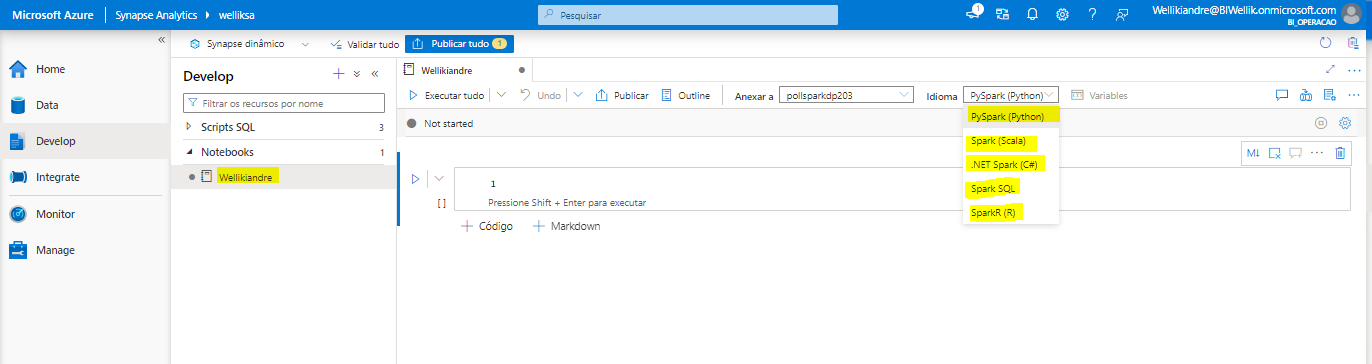 Microsoft Azure
Synapse Analytics
welliksa
Pesquisar
1
Wellikiandre@BIWellik.onmicrosoft.com
BI_OPERACAO
Synapse dinâmico
Validar tudo
Publicar tudo 1
Home
Data
Develop
Integrate
Monitor
Manage
Develop
Filtrar os recursos por nome
Scripts SQL 3
Notebooks 1
Wellikiandre
Wellikiandre
Executar tudo
Undo
Publicar
Outline
Anexar a
pollsparkdp203
Idioma
PySpark (Python)
Variables
PySpark (Python)
Spark (Scala)
.NET Spark (C#)
Spark SQL
SparkR (R)
Not started
M↓
1
[ ]
Pressione Shift + Enter para executar
Código
Markdown